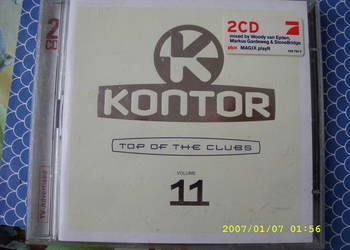 2CD
mixed by Woody van Eyden,
Markus Gardeweg & StoneBridge
plus MAGIX playR
K
KONTOR
TOP OF THE CLUBS
VOLUME
11
2
2007/01/07 01:56